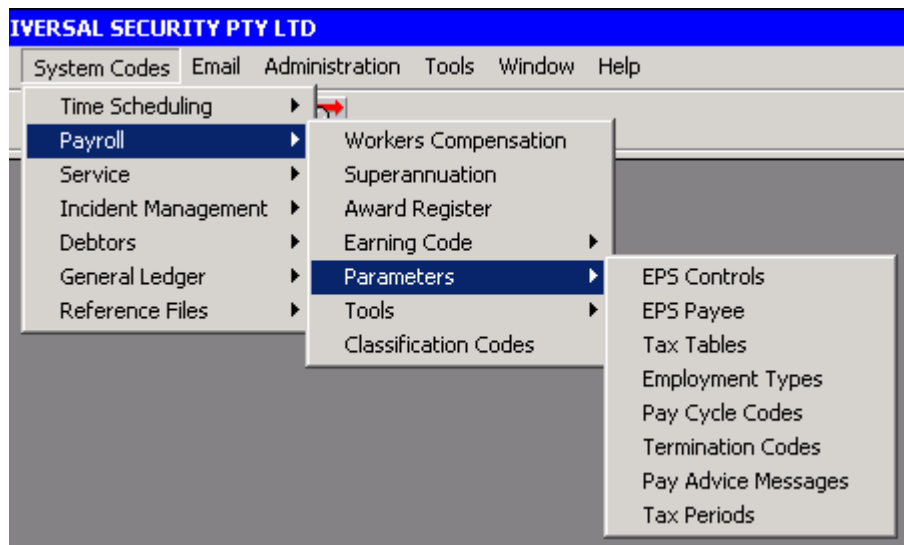 IVERSAL SECURITY PTY LTD
System Codes Email Administration Tools Window Help
Time Scheduling
Payroll
Service
Incident Management
Debtors
General Ledger
Reference Files
Workers Compensation
Superannuation
Award Register
Earning Code
Parameters
Tools
Classification Codes
EPS Controls
EPS Payee
Tax Tables
Employment Types
Pay Cycle Codes
Termination Codes
Pay Advice Messages
Tax Periods